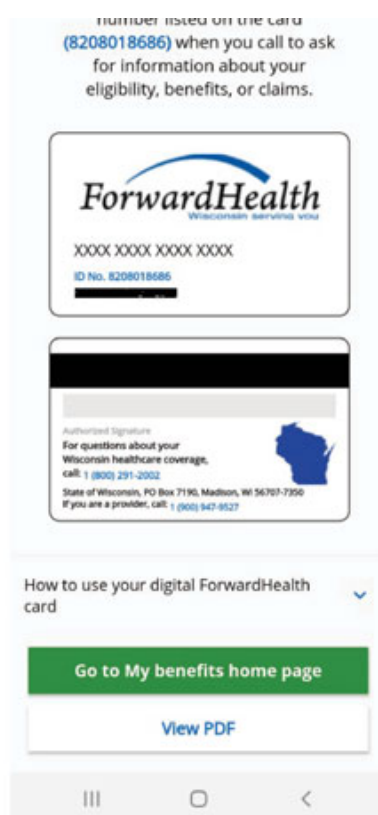 number listed on the card
(8208018686) when you call to ask
for information about your
eligibility, benefits, or claims.
ForwardHealth
Wisconsin serving you
XXXX XXXX XXXX XXXX
ID No. 8208018686
Authorized Signature
For questions about your
Wisconsin healthcare coverage,
call: 1 (800) 291-2002
State of Wisconsin, PO Box 7190, Madison, WI 56707-7350
If you are a provider, call: 1 (900) 947-9527
How to use your digital ForwardHealth
card
Go to My benefits home page
View PDF